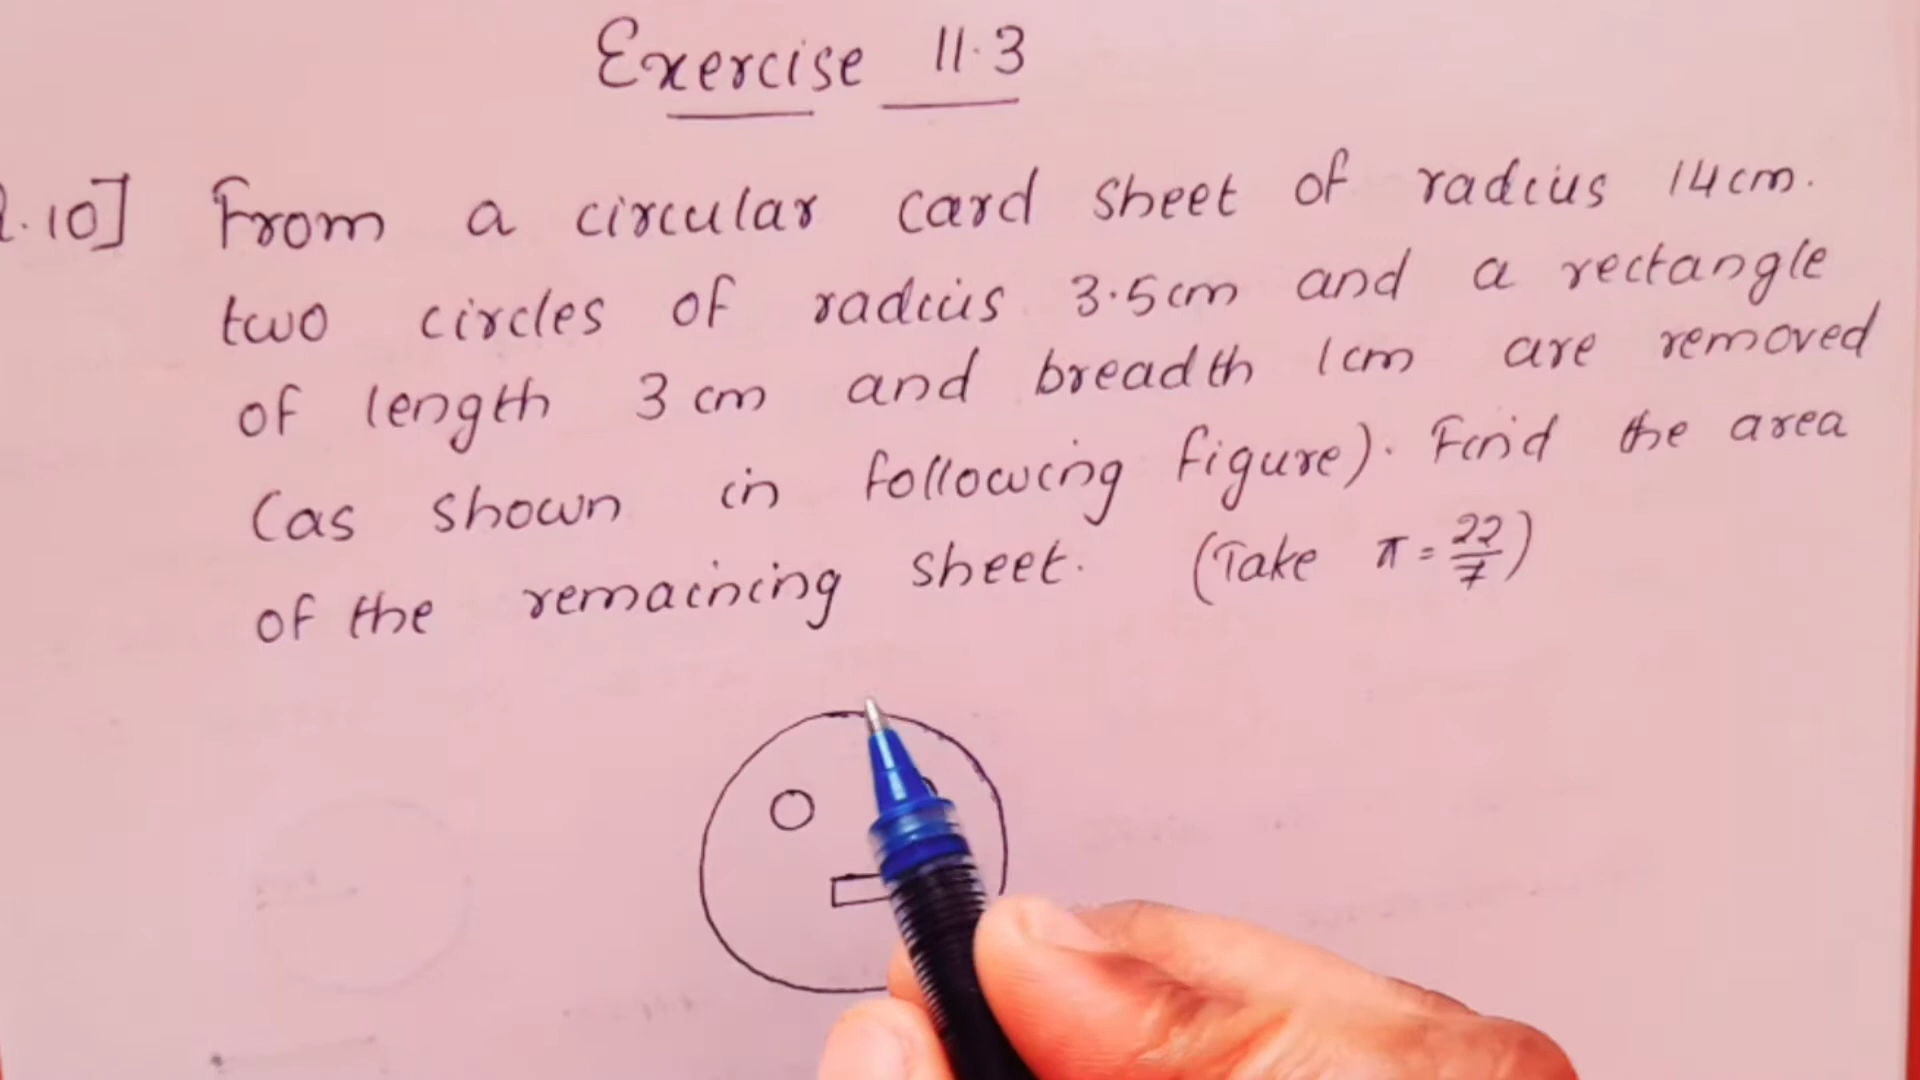 Exercise 11.3
.10] From a circular card sheet of radius 14cm.
two circles of radius 3.5cm and a rectangle
of length 3 cm and breadth 1cm are removed
(as shown in following figure). Find the area
of the remaining sheet. (Take π = 22/7)